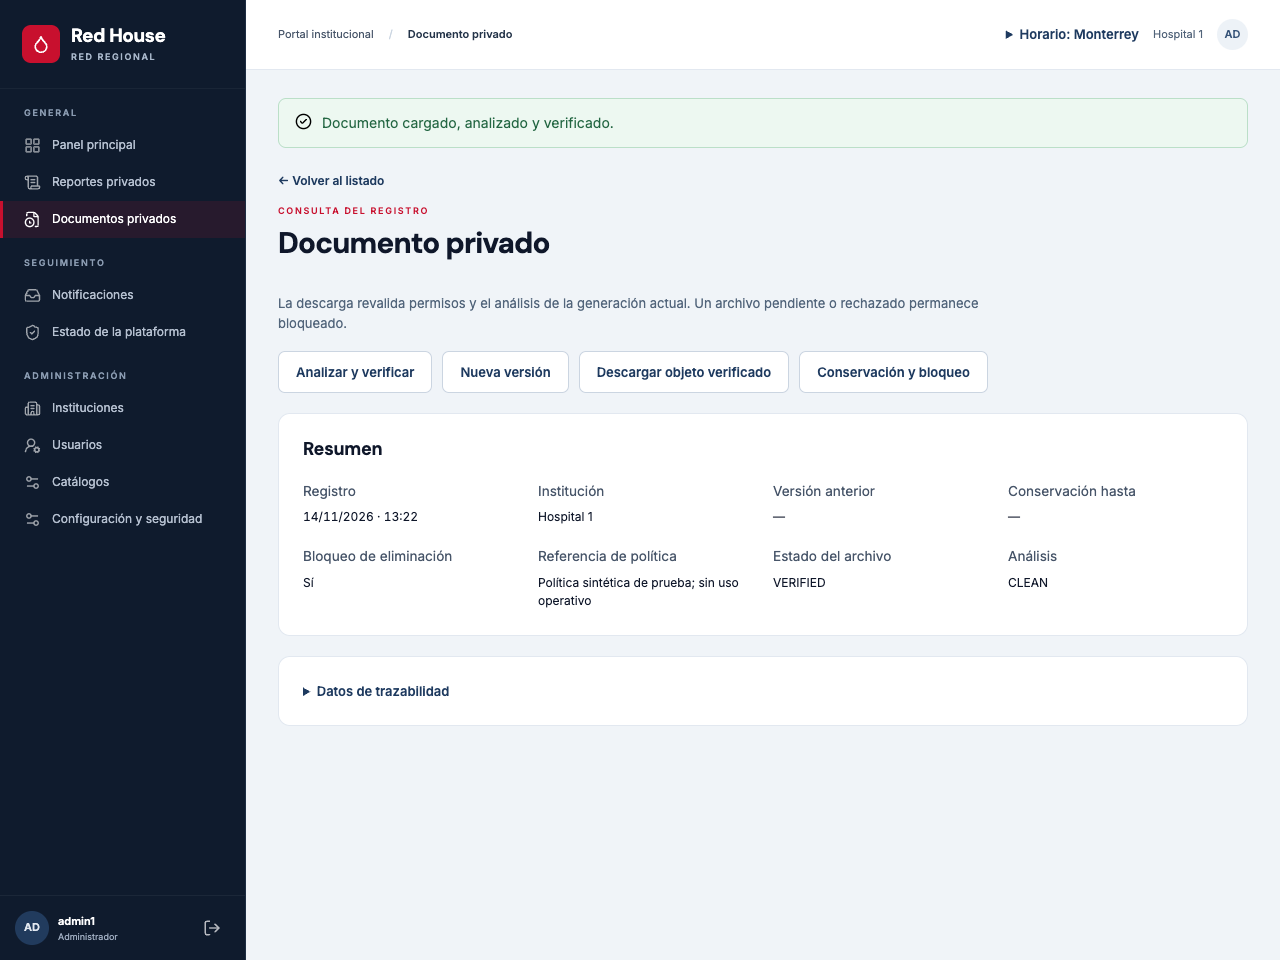 Red House
RED REGIONAL
GENERAL
Panel principal
Reportes privados
Documentos privados
SEGUIMIENTO
Notificaciones
Estado de la plataforma
ADMINISTRACIÓN
Instituciones
Usuarios
Catálogos
Configuración y seguridad
AD
admin1
Administrador
Portal institucional / Documento privado
Horario: Monterrey
Hospital 1
AD
Documento cargado, analizado y verificado.
← Volver al listado
CONSULTA DEL REGISTRO
Documento privado
La descarga revalida permisos y el análisis de la generación actual. Un archivo pendiente o rechazado permanece
bloqueado.
Analizar y verificar
Nueva versión
Descargar objeto verificado
Conservación y bloqueo
Resumen
Registro
14/11/2026 · 13:22
Institución
Hospital 1
Versión anterior
—
Conservación hasta
—
Bloqueo de eliminación
Sí
Referencia de política
Política sintética de prueba; sin uso
operativo
Estado del archivo
VERIFIED
Análisis
CLEAN
Datos de trazabilidad